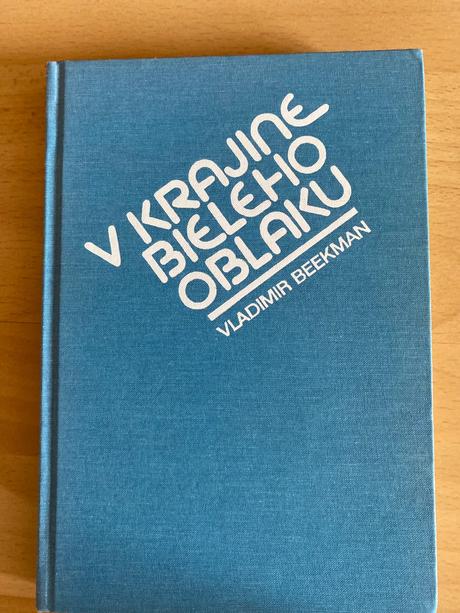 V KRAJINE
BIELEHO
OBLAKU
VLADIMIR BEEKMAN